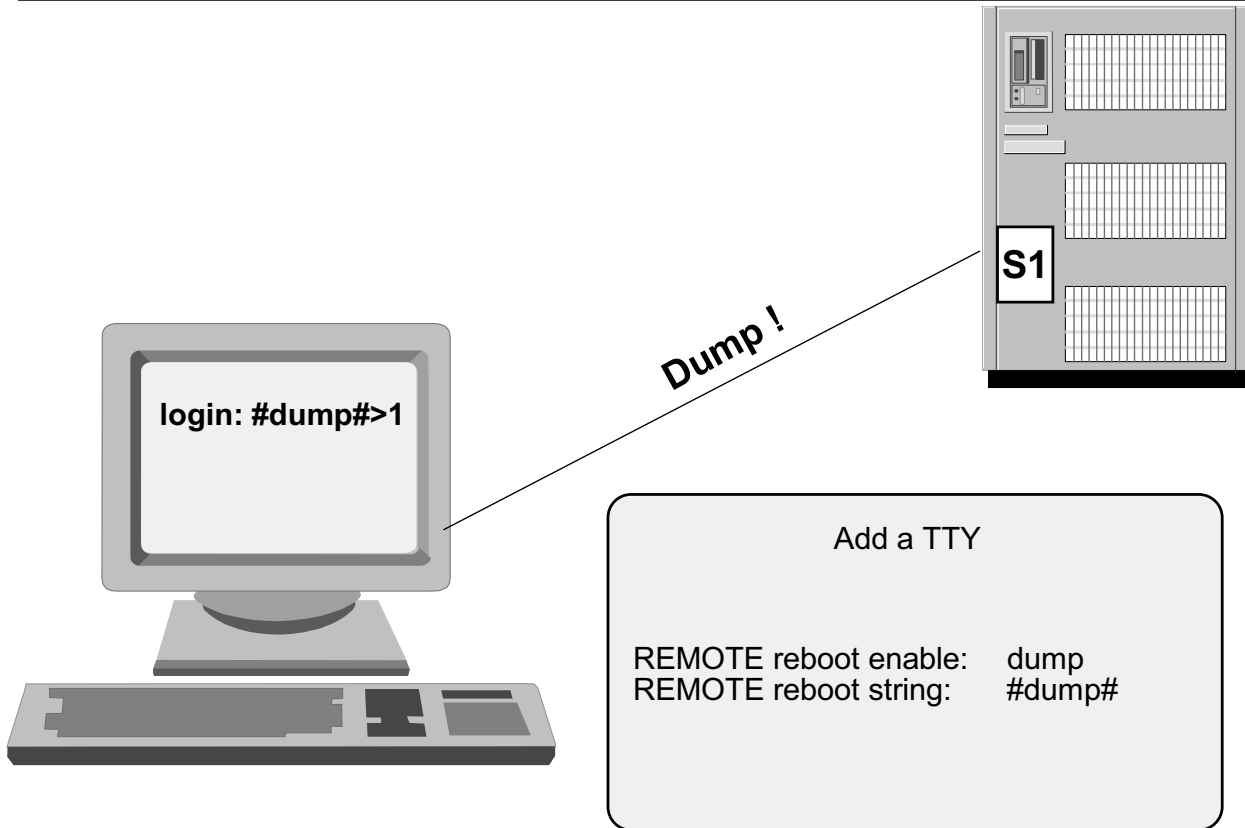 S1
Dump !
login: #dump#>1
Add a TTY
REMOTE reboot enable: dump
REMOTE reboot string: #dump#